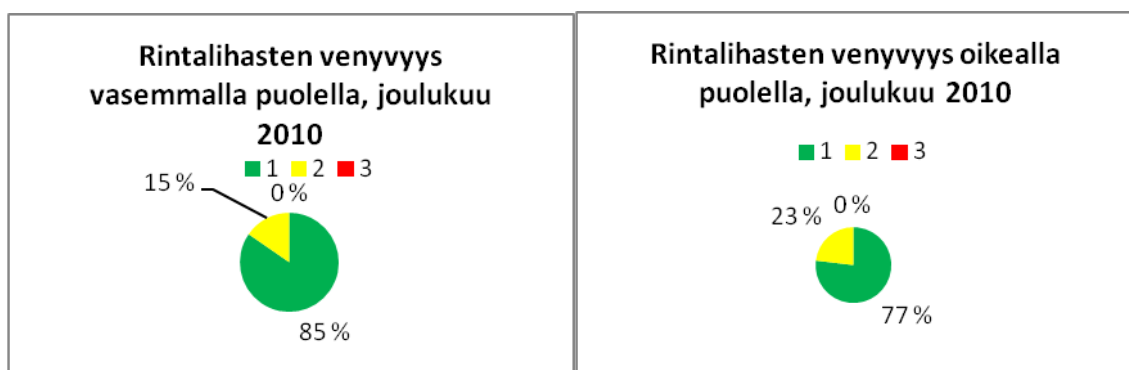 Rintalihasten venyvyys
vasemmalla puolella, joulukuu
2010
1 2 3
15 % 0 %
85 %
Rintalihasten venyvyys oikealla
puolella, joulukuu 2010
1 2 3
23 % 0 %
77 %